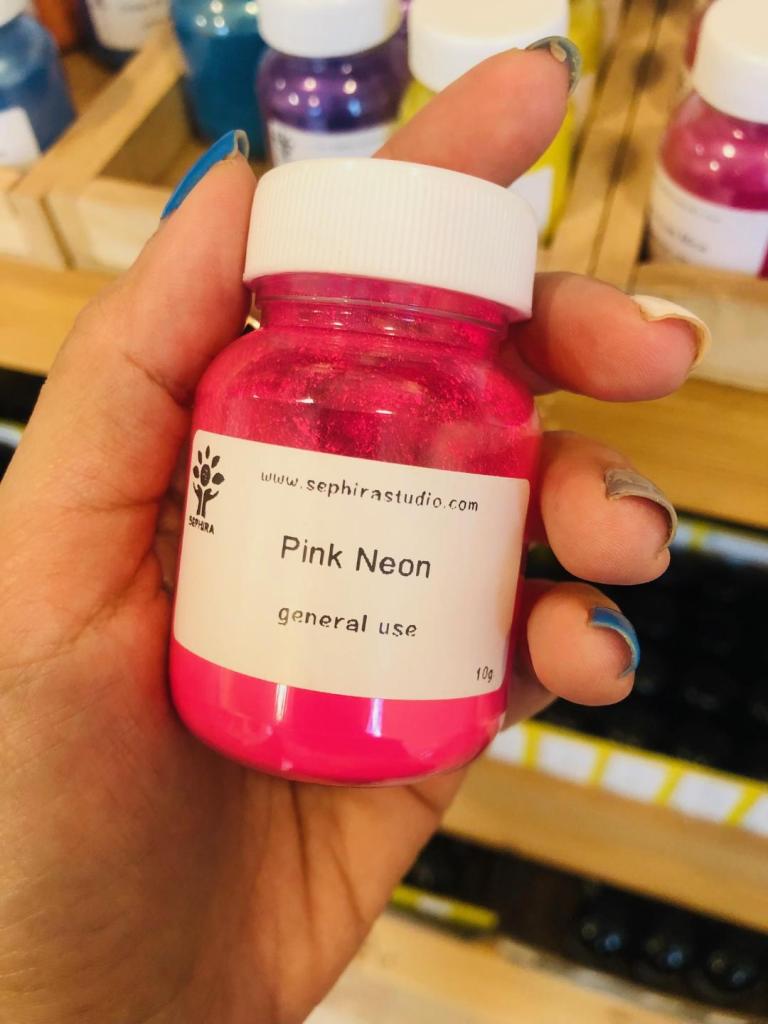 www.sephirastudio.com
SEPHIRA
Pink Neon
general use
10g